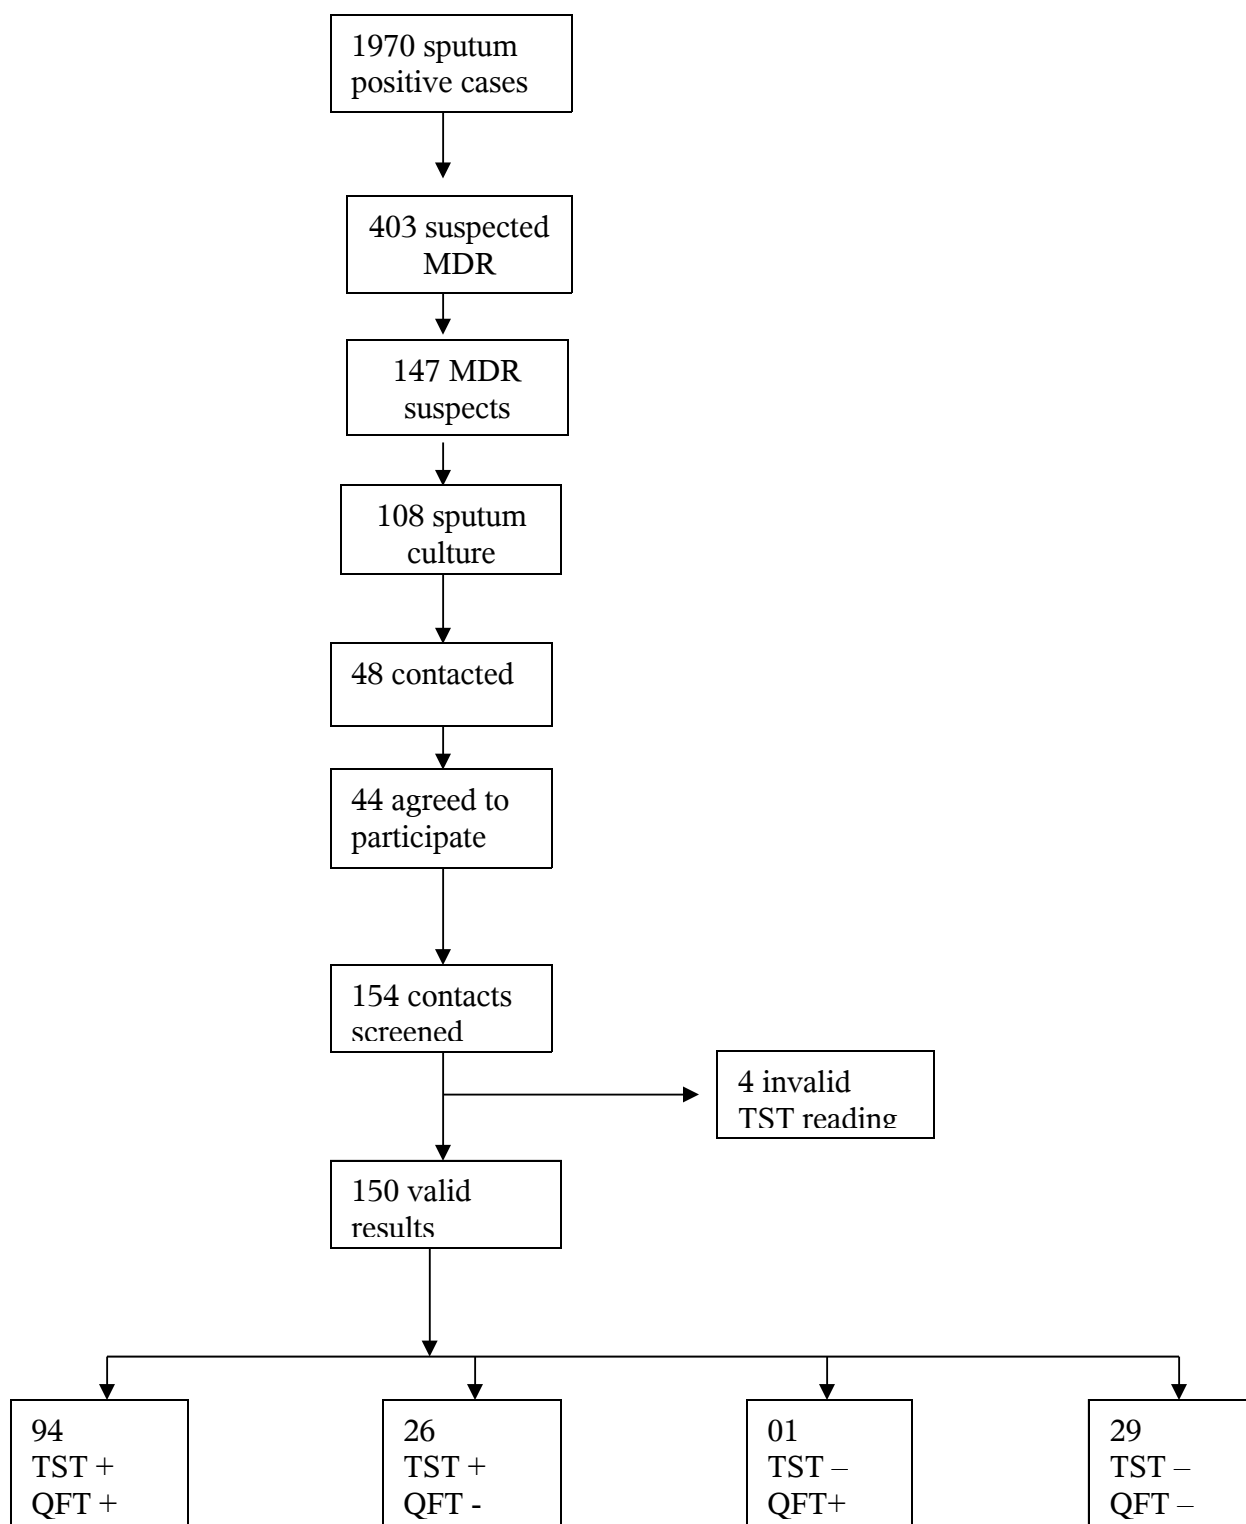 1970 sputum
positive cases
403 suspected
MDR
147 MDR
suspects
108 sputum
culture
48 contacted
44 agreed to
participate
154 contacts
screened
4 invalid
TST reading
150 valid
results
94
TST +
QFT +
26
TST +
QFT -
01
TST –
QFT+
29
TST –
QFT –